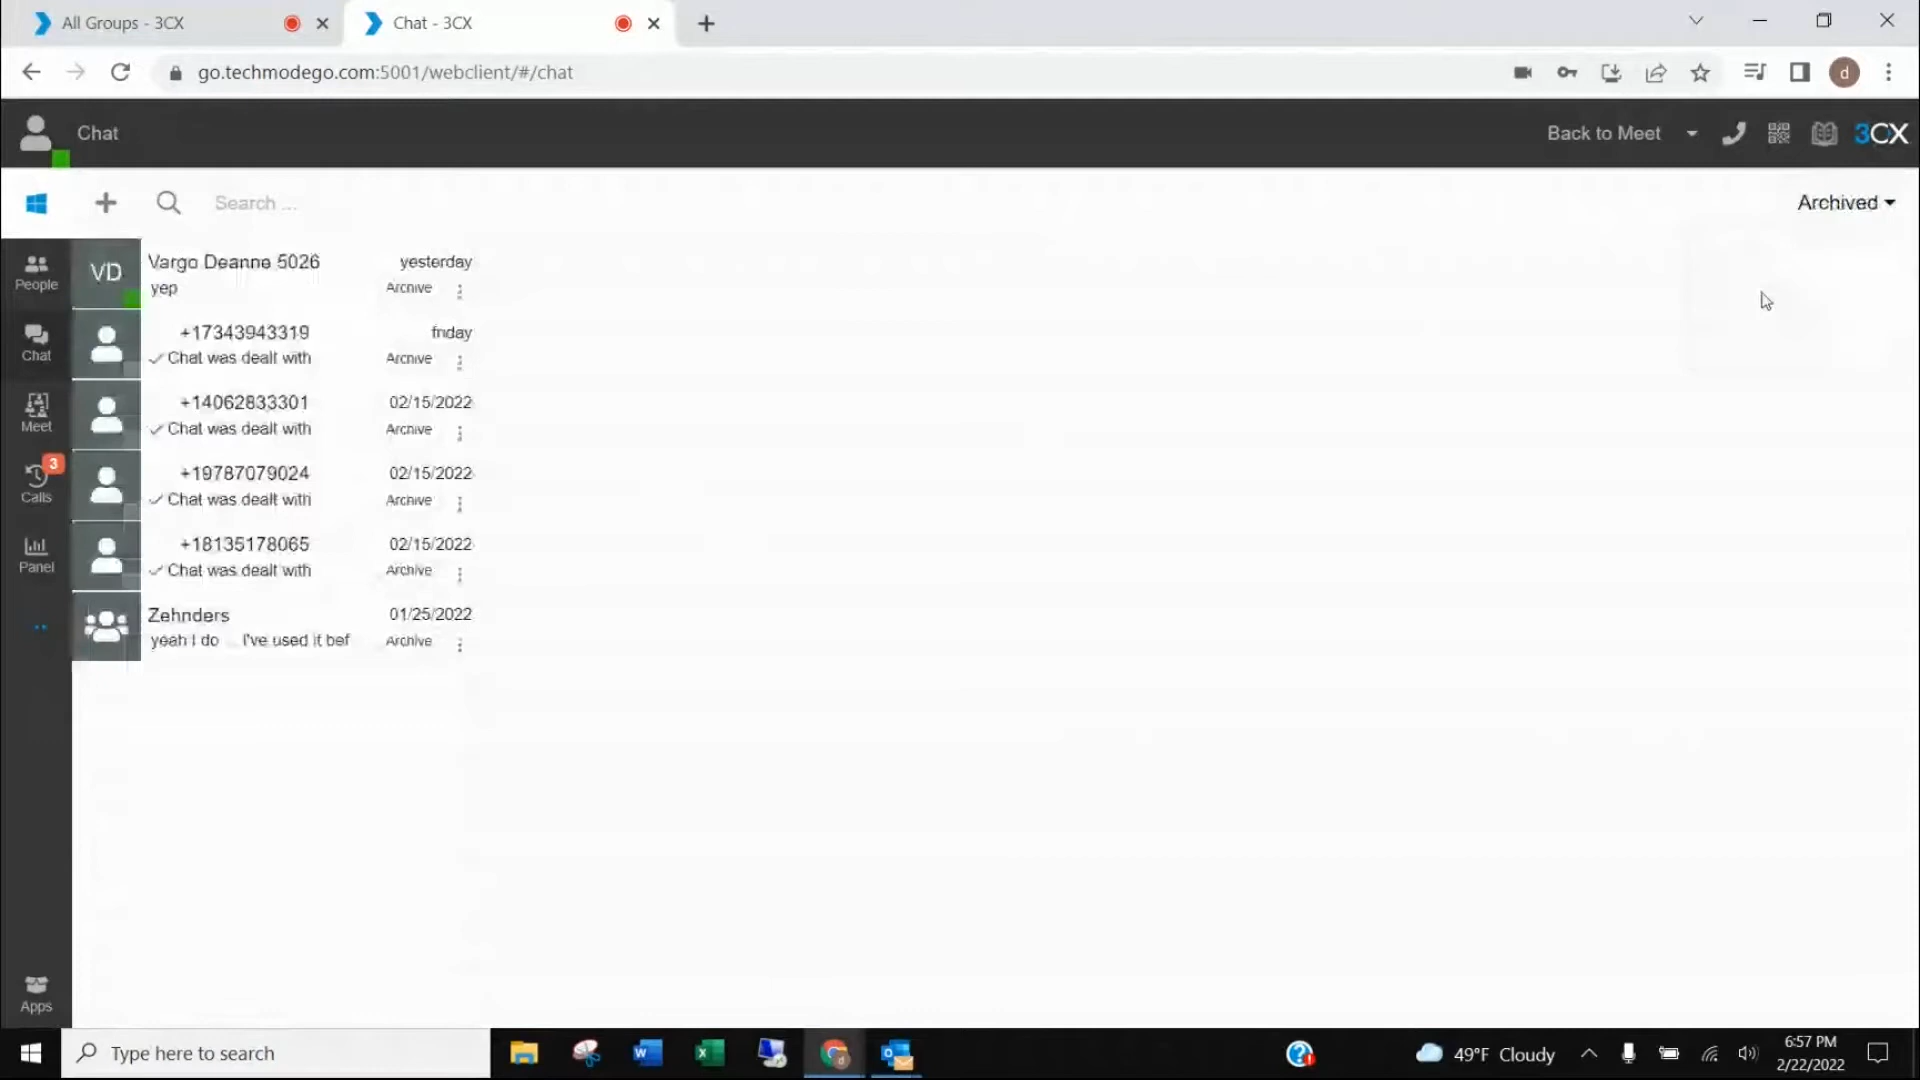 All Groups - 3CX
Chat - 3CX
go.techmodego.com:5001/webclient/#/chat
d
Chat
Back to Meet
3CX
Search ...
Archived
People
VD
Vargo Deanne 5026
yesterday
yep
Archive
+17343943319
friday
Chat was dealt with
Archive
Chat
+14062833301
02/15/2022
Chat was dealt with
Archive
Meet
+19787079024
02/15/2022
Chat was dealt with
Archive
3
Calls
+18135178065
02/15/2022
Chat was dealt with
Archive
Panel
Zehnders
01/25/2022
yeah I do ... I've used it bef
Archive
Apps
Type here to search
49°F Cloudy
6:57 PM
2/22/2022